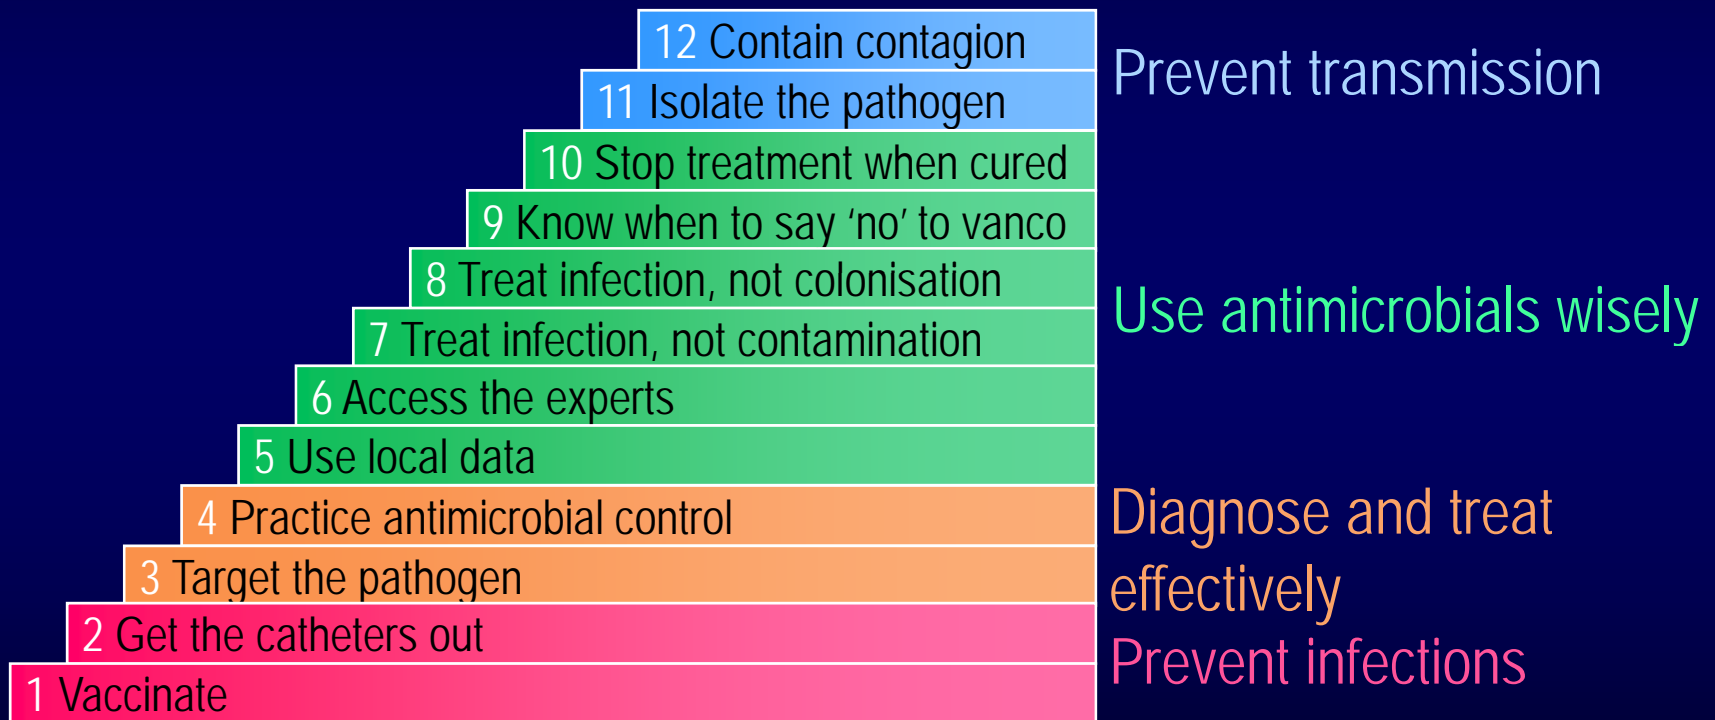 12 Contain contagion
11 Isolate the pathogen
Prevent transmission
10 Stop treatment when cured
9 Know when to say ‘no’ to vanco
8 Treat infection, not colonisation
7 Treat infection, not contamination
6 Access the experts
5 Use local data
Use antimicrobials wisely
4 Practice antimicrobial control
3 Target the pathogen
Diagnose and treat
effectively
2 Get the catheters out
1 Vaccinate
Prevent infections